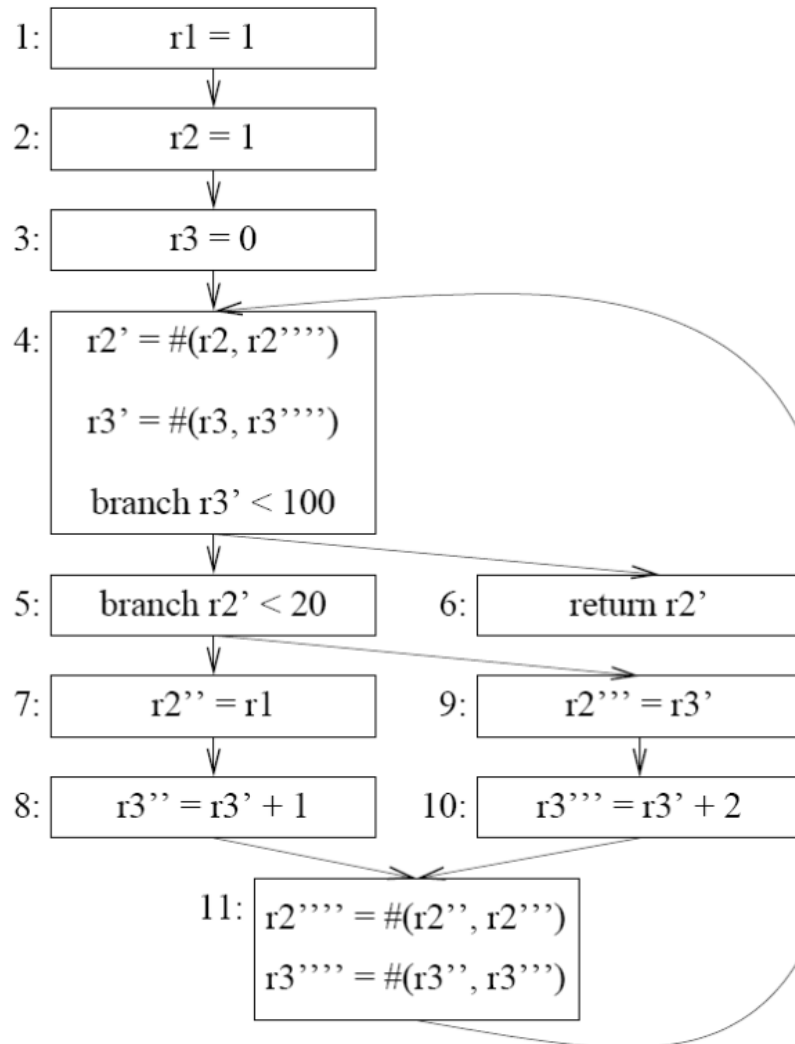 1: r1 = 1
2: r2 = 1
3: r3 = 0
4: r2’ = #(r2, r2’’’’)
r3’ = #(r3, r3’’’’)
branch r3’ < 100
5: branch r2’ < 20
6: return r2’
7: r2’’ = r1
9: r2’’’ = r3’
8: r3’’ = r3’ + 1
10: r3’’’ = r3’ + 2
11: r2’’’’ = #(r2’’, r2’’’)
r3’’’’ = #(r3’’, r3’’’)